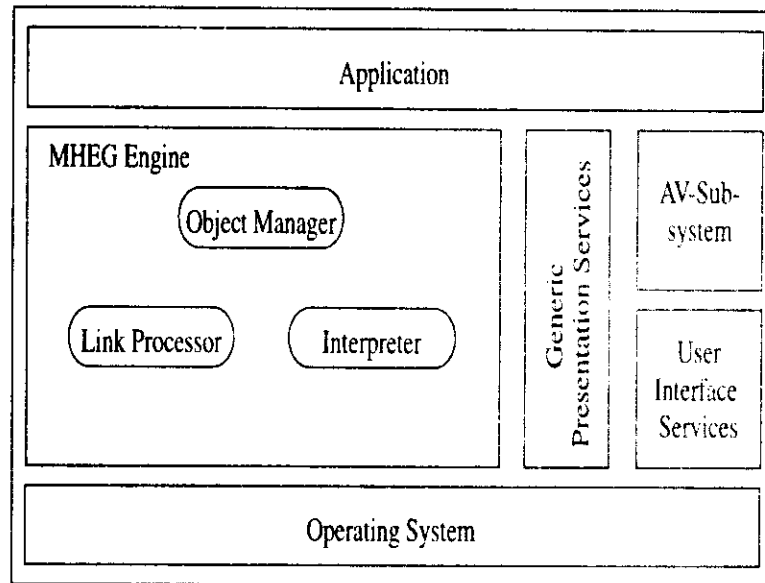 Application
MHEG Engine
Object Manager
Link Processor
Interpreter
Generic
Presentation Services
AV-Sub-
system
User
Interface
Services
Operating System